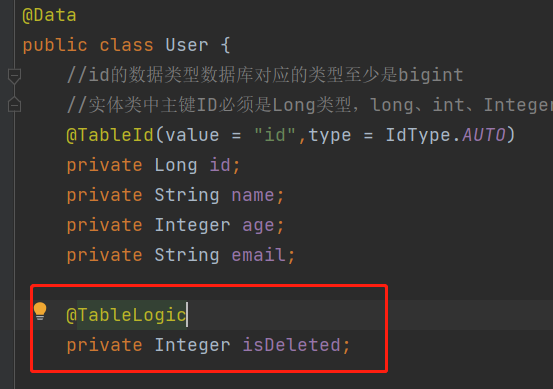 @Data
public class User {
//id的数据类型数据库对应的类型至少是bigint
//实体类中主键ID必须是Long类型，long、int、Integer
@TableId(value = "id",type = IdType.AUTO)
private Long id;
private String name;
private Integer age;
private String email;
@TableLogic
private Integer isDeleted;